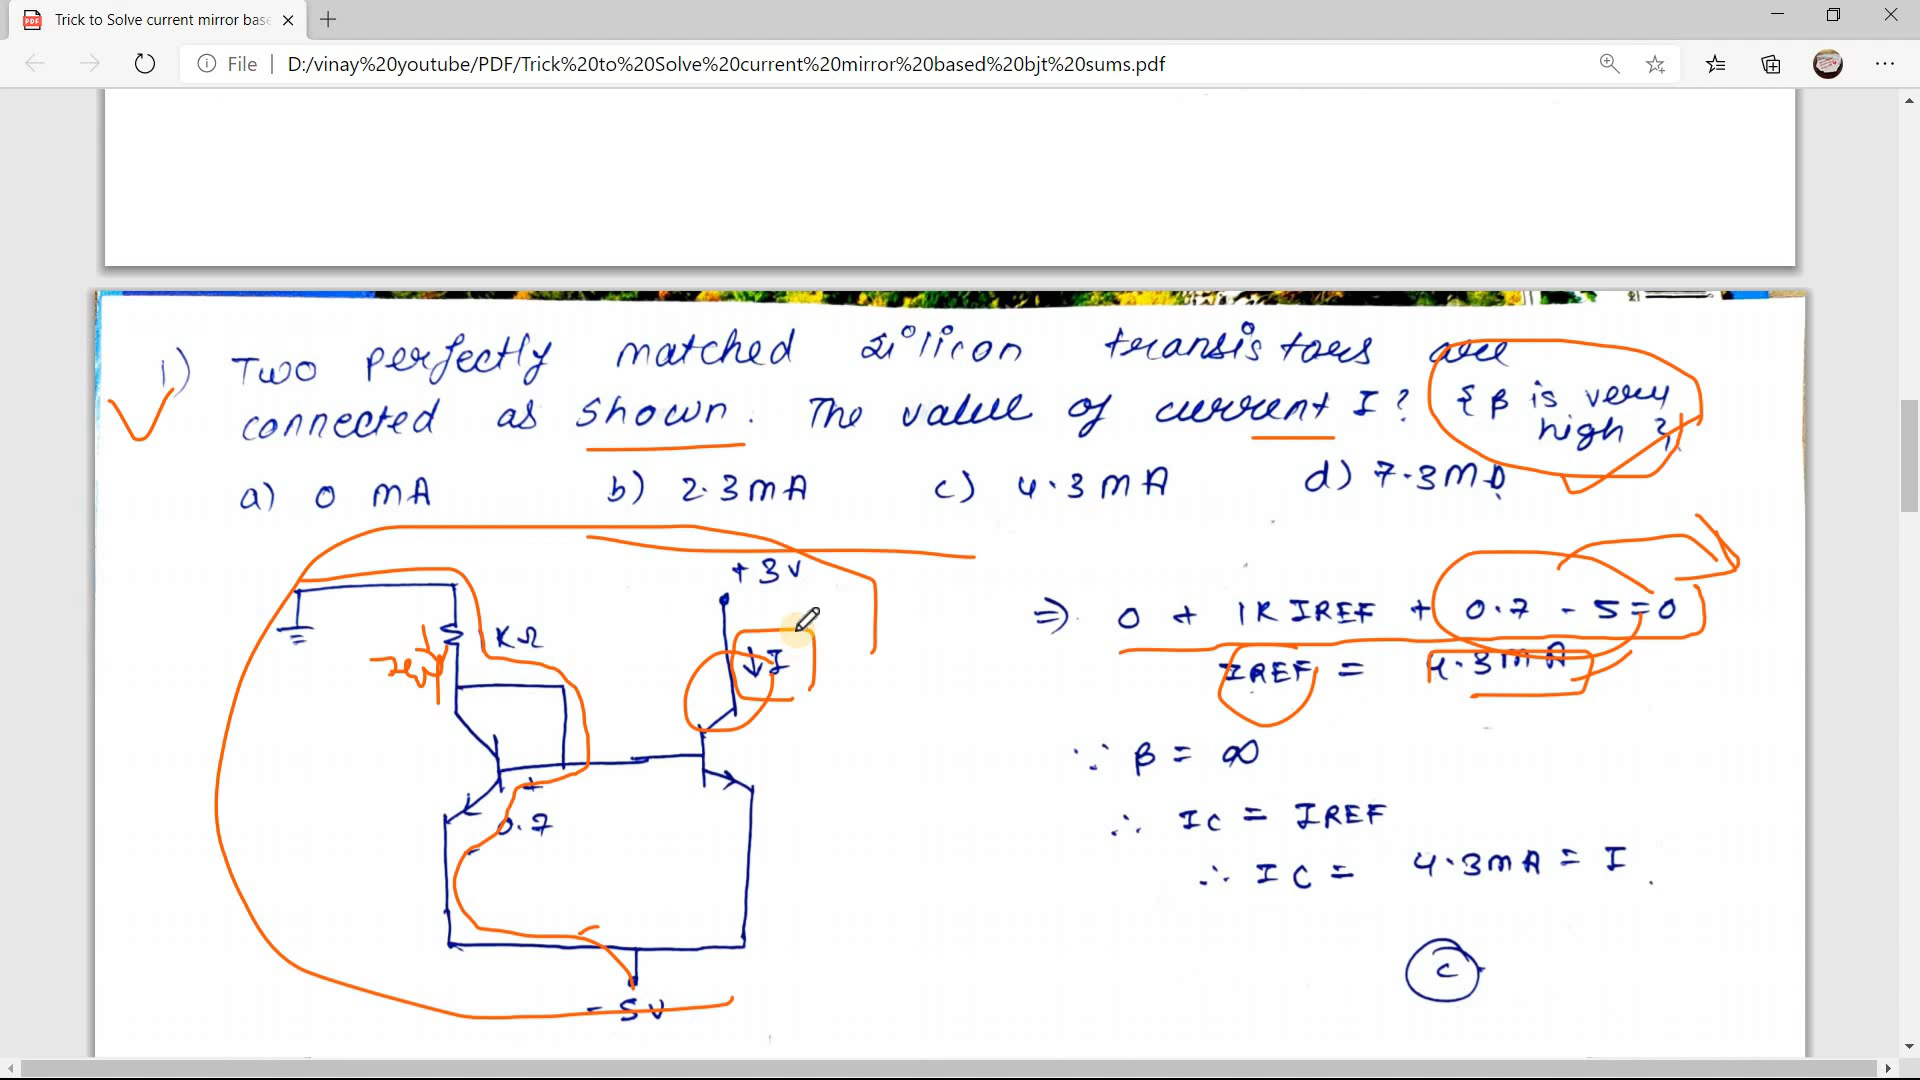 Trick to Solve current mirror base
File
D:/vinay%20youtube/PDF/Trick%20to%20Solve%20current%20mirror%20based%20bjt%20sums.pdf
1) Two perfectly matched silicon transistors are
connected as shown. The value of current I? {β is very
high }
a) 0 mA b) 2.3mA c) 4.3mA d) 7.3mA
+3V
KΩ
I
+
0.7
-
-5V
⇒ 0 + 1K IREF + 0.7 - 5 = 0
IREF = 4.3mA
∵ β = ∞
∴ IC = IREF
∴ IC = 4.3mA = I.
C